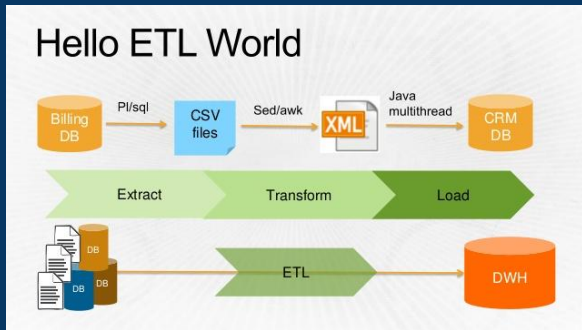 Hello ETL World
Billing
DB
Pl/sql
CSV
files
Sed/awk
XML
Java
multithread
CRM
DB
Extract
Transform
Load
DB
DB
DB
ETL
DWH